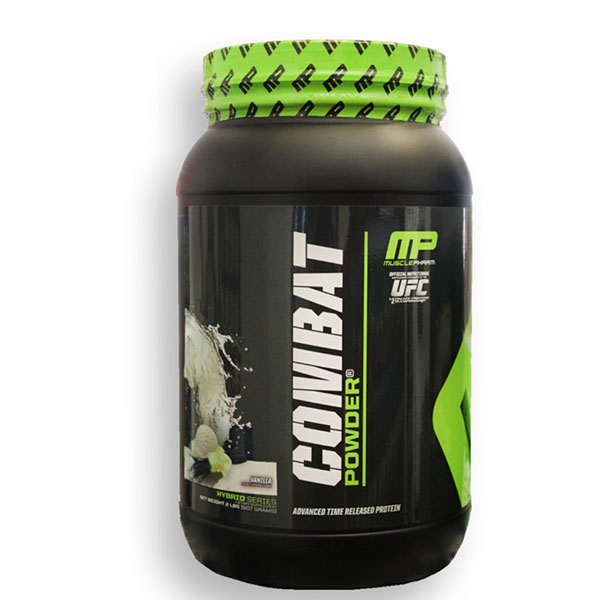 MP
MUSCLEPHARM
OFFICIAL NUTRITIONAL
UFC
COMBAT
POWDER®
VANILLA
HYBRID SERIES
NET WEIGHT 2 LBS (907 GRAMS)
ADVANCED TIME RELEASED PROTEIN